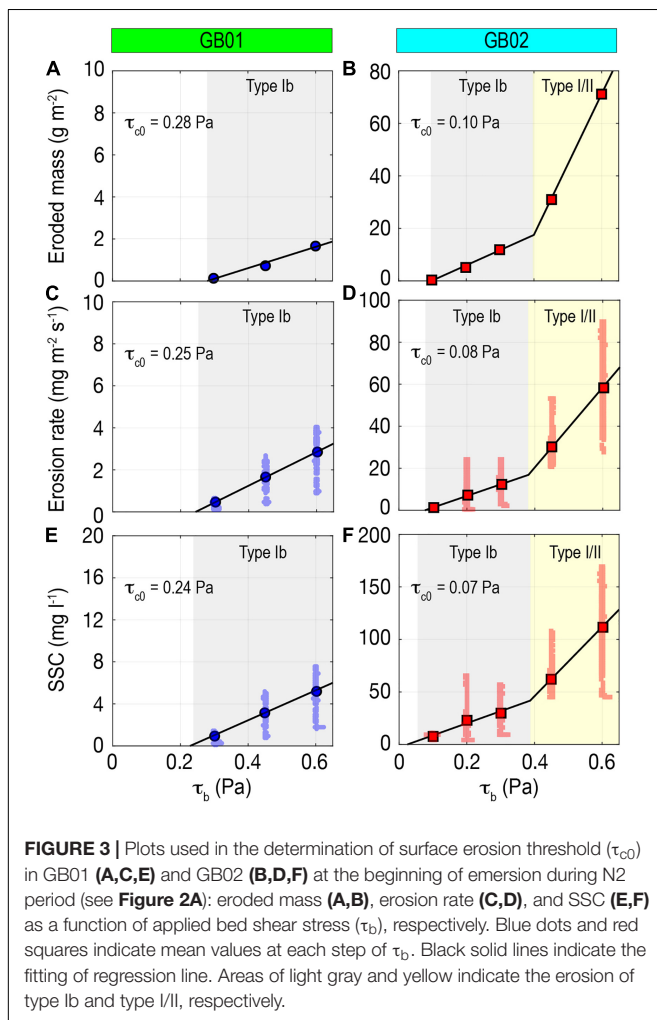 GB01
GB02
A
B
Type Ib
Type Ib
Type I/II
τc0 = 0.28 Pa
τc0 = 0.10 Pa
Eroded mass (g m-2)
10
8
6
4
2
0
80
60
40
20
0
C
D
Type Ib
Type Ib
Type I/II
τc0 = 0.25 Pa
τc0 = 0.08 Pa
Erosion rate (mg m-2 s-1)
10
8
6
4
2
0
100
80
60
40
20
0
E
F
Type Ib
Type Ib
Type I/II
τc0 = 0.24 Pa
τc0 = 0.07 Pa
SSC (mg l-1)
20
16
12
8
4
0
200
150
100
50
0
0 0.2 0.4 0.6
0 0.2 0.4 0.6
τb (Pa)
τb (Pa)
FIGURE 3 | Plots used in the determination of surface erosion threshold (τc0)
in GB01 (A,C,E) and GB02 (B,D,F) at the beginning of emersion during N2
period (see Figure 2A): eroded mass (A,B), erosion rate (C,D), and SSC (E,F)
as a function of applied bed shear stress (τb), respectively. Blue dots and red
squares indicate mean values at each step of τb. Black solid lines indicate the
fitting of regression line. Areas of light gray and yellow indicate the erosion of
type Ib and type I/II, respectively.